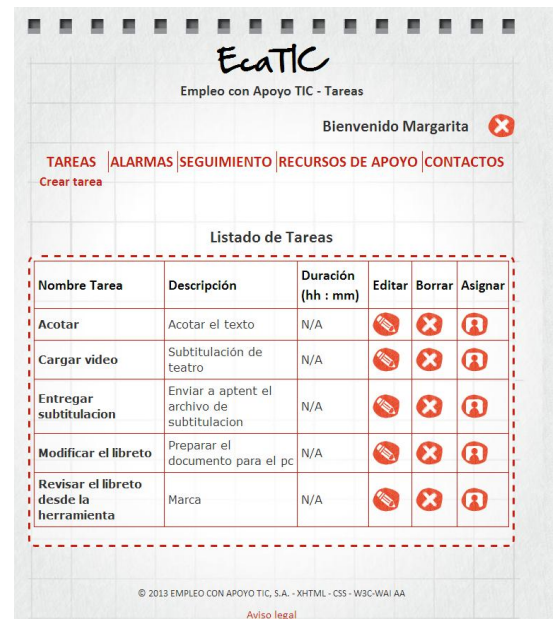 EcaTIC
Empleo con Apoyo TIC - Tareas
Bienvenido Margarita
TAREAS ALARMAS SEGUIMIENTO RECURSOS DE APOYO CONTACTOS
Crear tarea
Listado de Tareas
Nombre Tarea Descripción Duración (hh : mm) Editar Borrar Asignar
Acotar Acotar el texto N/A
Cargar video Subtitulación de teatro N/A
Entregar subtitulacion Enviar a aptent el archivo de subtitulacion N/A
Modificar el libreto Preparar el documento para el pc N/A
Revisar el libreto desde la herramienta Marca N/A
© 2013 EMPLEO CON APOYO TIC, S.A. - XHTML - CSS - W3C-WAI AA
Aviso legal